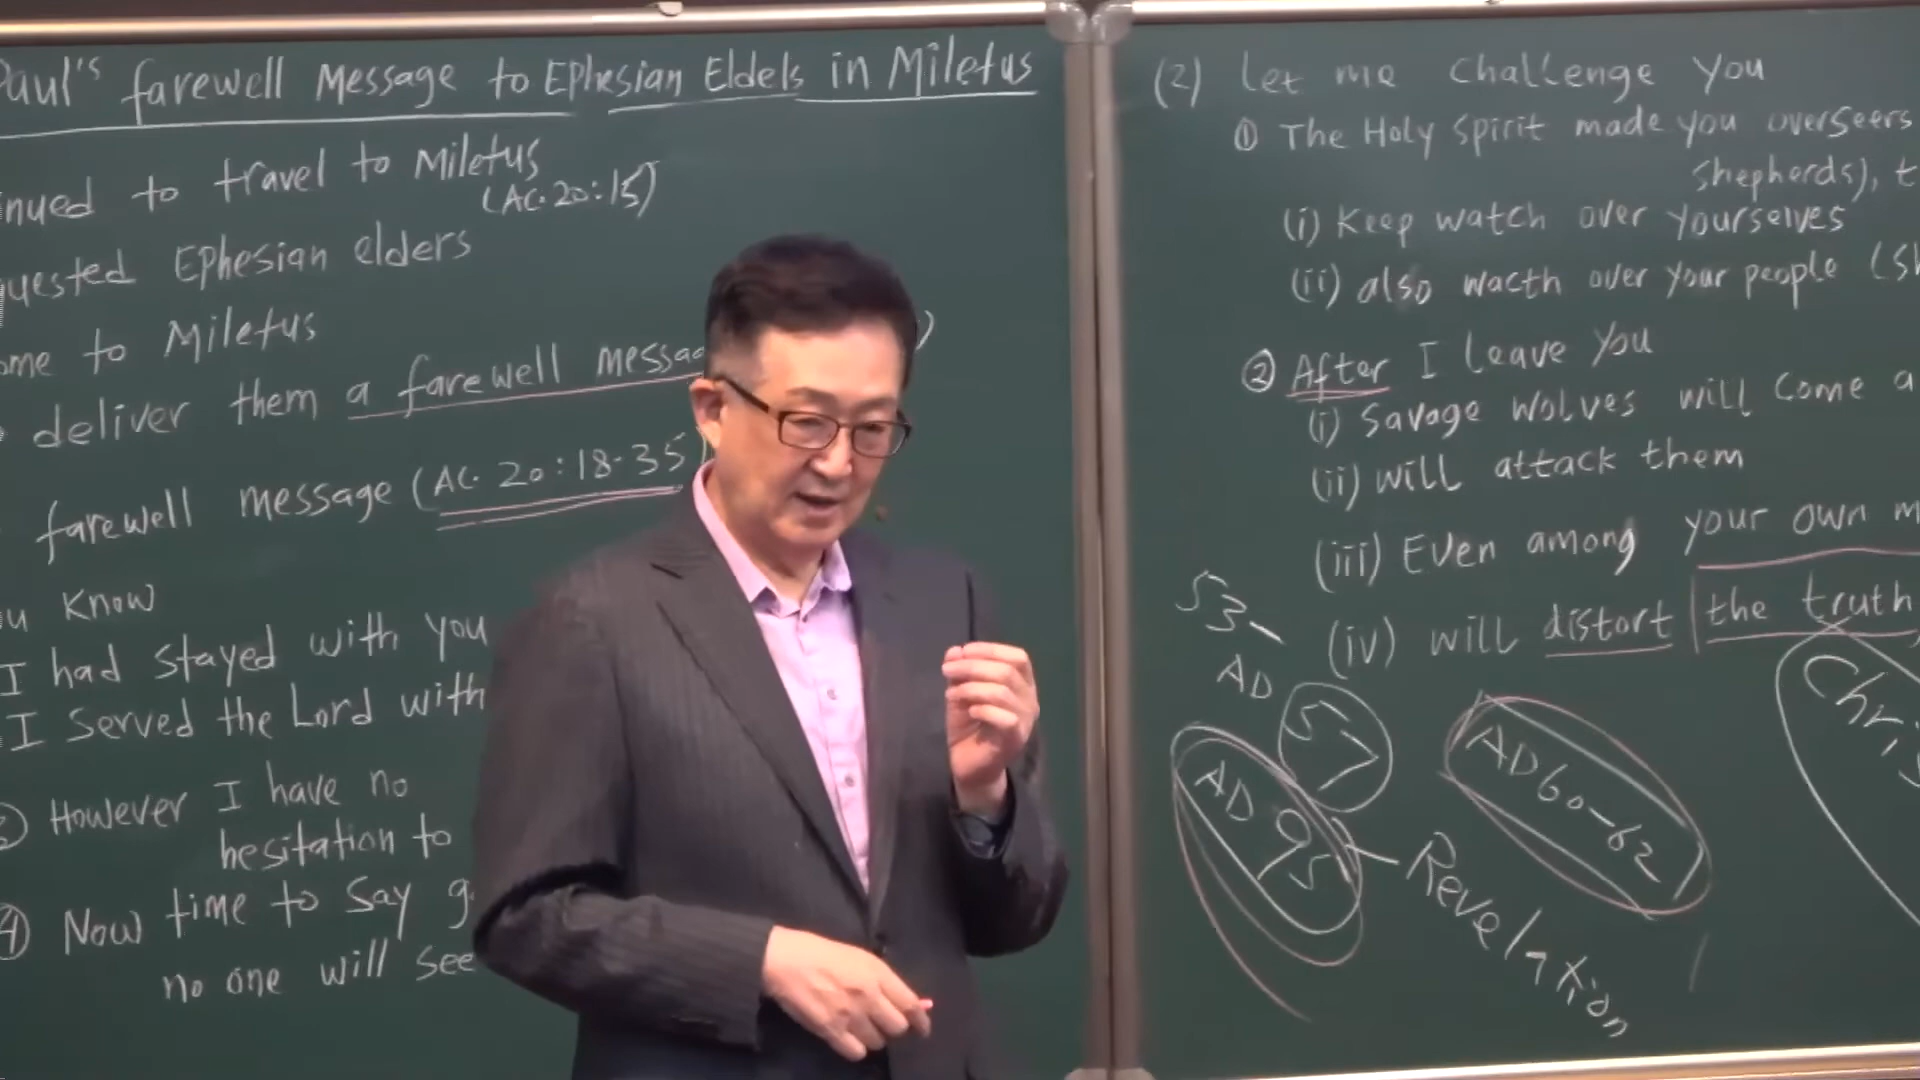 Paul's farewell Message to Ephesian Eldels in Miletus
nued to travel to Miletus
(AC. 20:15)
uested Ephesian elders
ome to Miletus
deliver them a farewell messag
farewell message (AC. 20:18-35)
u know
I had stayed with you
I served the Lord with
③ However I have no
hesitation to
④ Now time to say g
no one will see
(2) Let me challenge you
① The Holy Spirit made you overseers
shepherds), t
(i) Keep watch over yourselves
(ii) also wacth over your people (sh
② After I leave you
(i) Savage wolves will come a
(ii) will attack them
(iii) Even among your own m
(iv) will distort the truth,
53-
AD 57
AD 95 - Revelation
AD 60-62
Chris